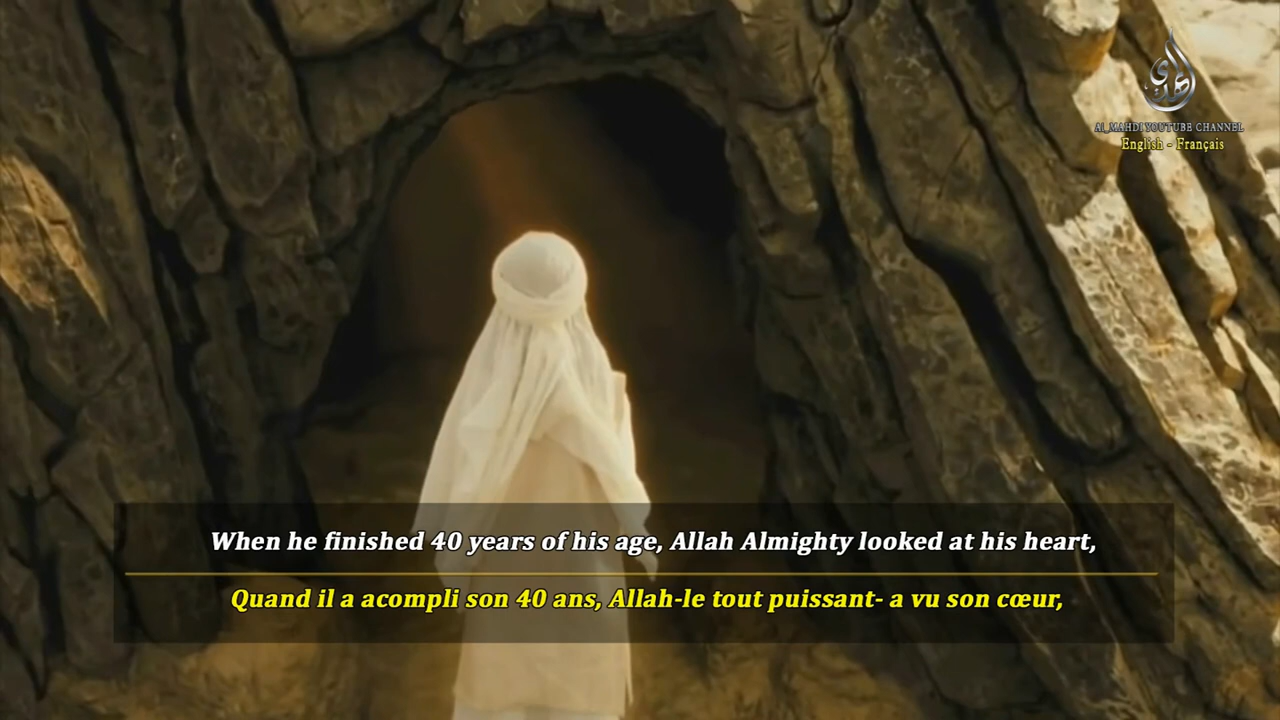 AL_MAHDI YOUTUBE CHANNEL
English - Français
When he finished 40 years of his age, Allah Almighty looked at his heart,
Quand il a acompli son 40 ans, Allah-le tout puissant- a vu son cœur,